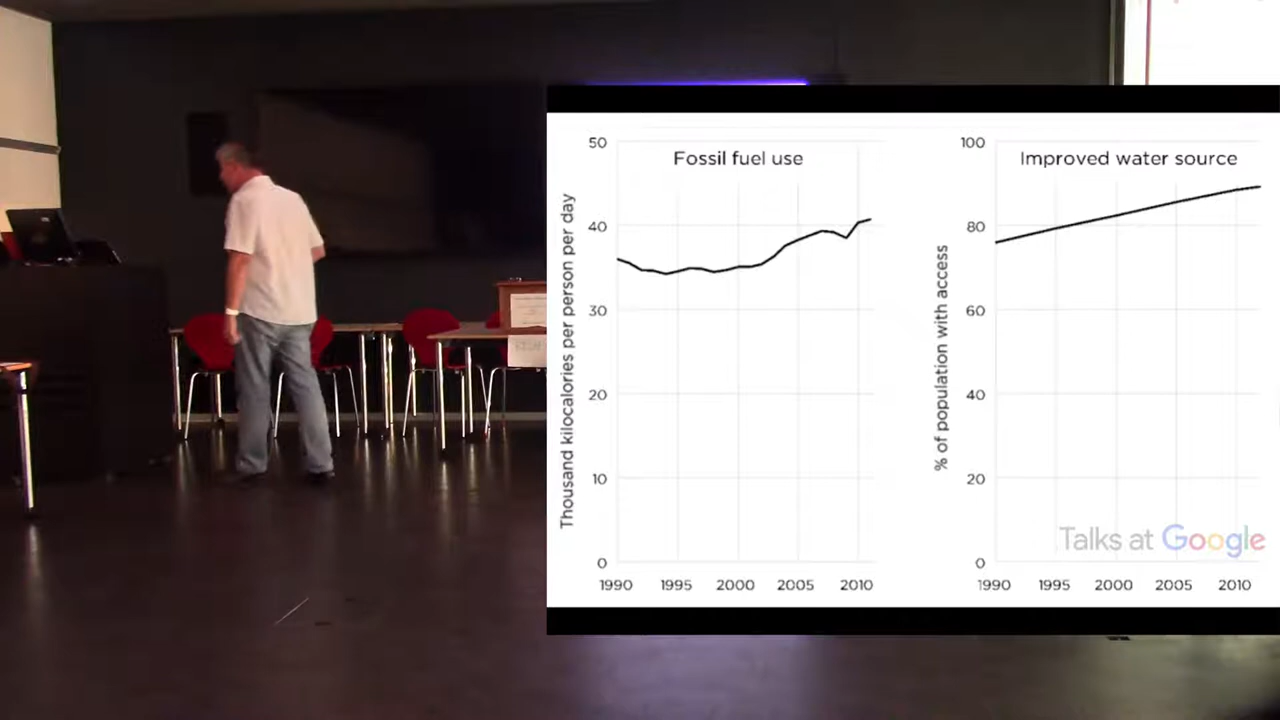 Fossil fuel use
Thousand kilocalories per person per day
50
40
30
20
10
0
1990 1995 2000 2005 2010
Improved water source
% of population with access
100
80
60
40
20
0
1990 1995 2000 2005 2010
Talks at Google